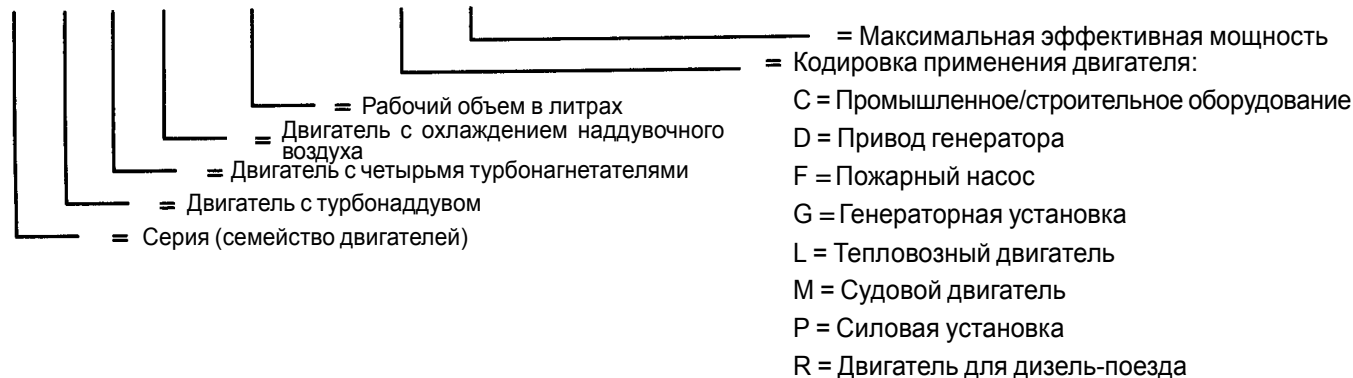 = Максимальная эффективная мощность
= Кодировка применения двигателя:
C = Промышленное/строительное оборудование
D = Привод генератора
F = Пожарный насос
G = Генераторная установка
L = Тепловозный двигатель
M = Судовой двигатель
P = Силовая установка
R = Двигатель для дизель-поезда
= Рабочий объем в литрах
= Двигатель с охлаждением наддувочного
воздуха
= Двигатель с четырьмя турбонагнетателями
= Двигатель с турбонаддувом
= Серия (семейство двигателей)